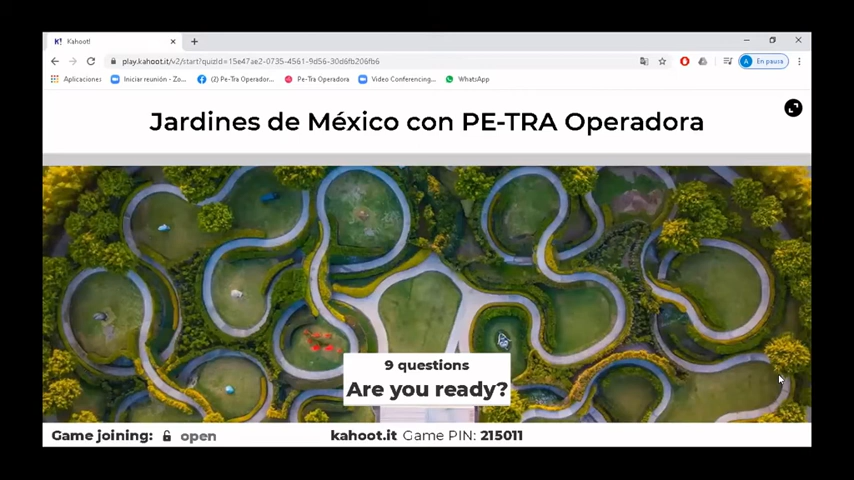 Kahoot!
play.kahoot.it/v2/start?quizId=15e47ae2-0735-4561-9d56-30d6fb206fb6
A En pausa
Aplicaciones Iniciar reunión - Zo... (2) Pe-Tra Operador... Pe-Tra Operadora Video Conferencing... WhatsApp
Jardines de México con PE-TRA Operadora
9 questions
Are you ready?
Game joining: open kahoot.it Game PIN: 215011